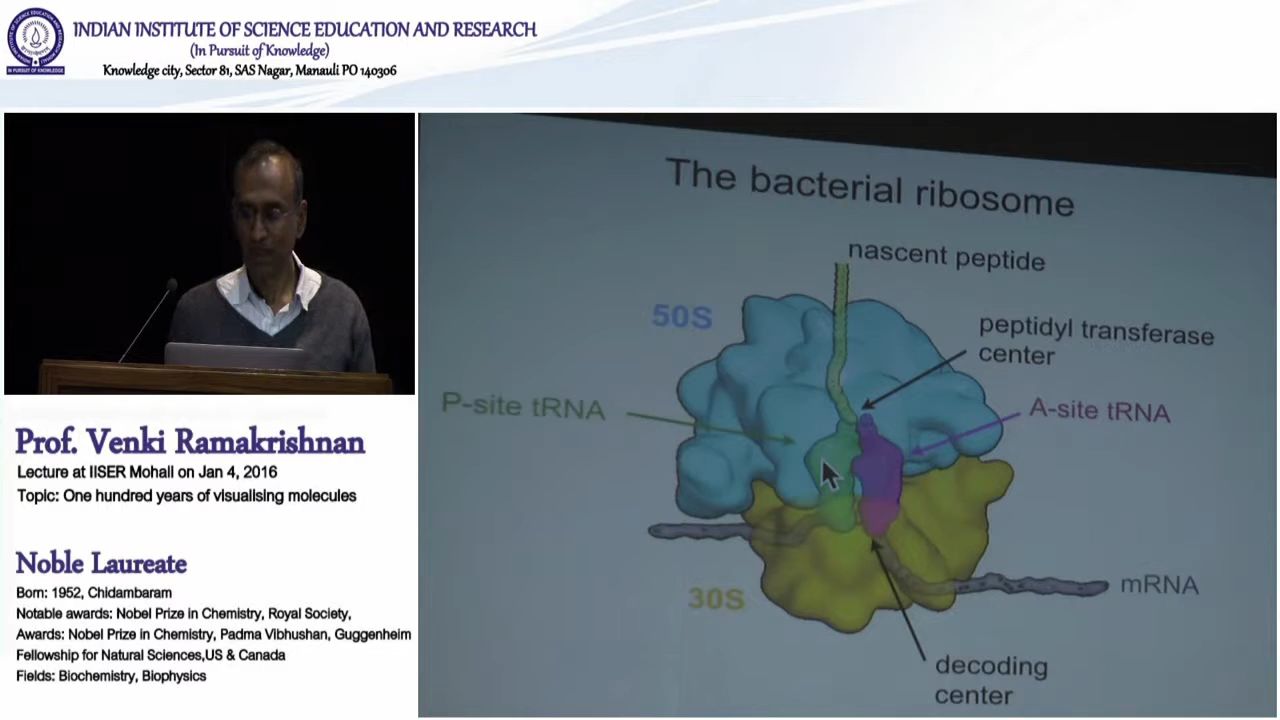 INDIAN INSTITUTE OF SCIENCE EDUCATION AND RESEARCH
(In Pursuit of Knowledge)
Knowledge city, Sector 81, SAS Nagar, Manauli PO 140306
The bacterial ribosome
nascent peptide
50S
peptidyl transferase
center
P-site tRNA
A-site tRNA
30S
mRNA
decoding
center
Prof. Venki Ramakrishnan
Lecture at IISER Mohall on Jan 4, 2016
Topic: One hundred years of visualising molecules
Noble Laureate
Born: 1952, Chidambaram
Notable awards: Nobel Prize in Chemistry, Royal Society,
Awards: Nobel Prize in Chemistry, Padma Vibhushan, Guggenheim
Fellowship for Natural Sciences,US & Canada
Fields: Biochemistry, Biophysics